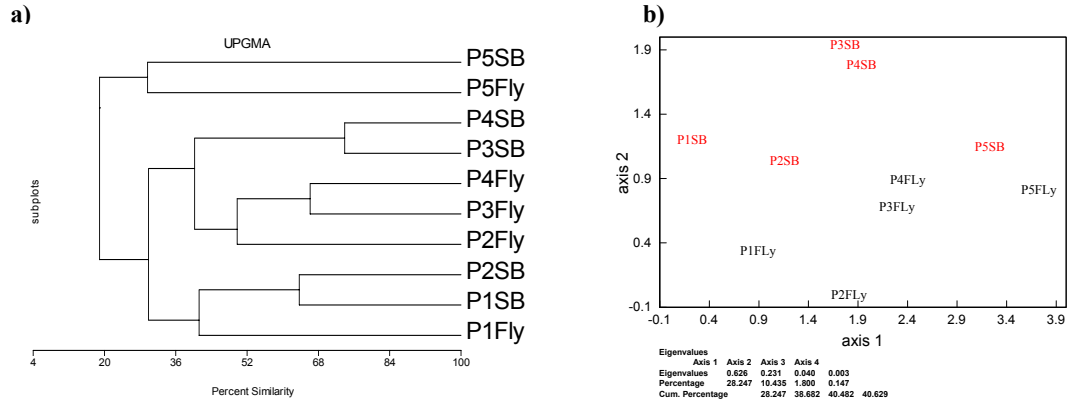 a)
UPGMA
P5SB
P5Fly
P4SB
P3SB
P4Fly
P3Fly
P2Fly
P2SB
P1SB
P1Fly
subplots
4 20 36 52 68 84 100
Percent Similarity
b)
1.9
1.4
0.9
0.4
-0.1
axis 2
P3SB
P4SB
P1SB
P2SB
P5SB
P4FLy
P5FLy
P3FLy
P1FLy
P2FLy
-0.1 0.4 0.9 1.4 1.9 2.4 2.9 3.4 3.9
axis 1
Eigenvalues
Axis 1 Axis 2 Axis 3 Axis 4
Eigenvalues 0.626 0.231 0.040 0.003
Percentage 28.247 10.435 1.800 0.147
Cum. Percentage 28.247 38.682 40.482 40.629